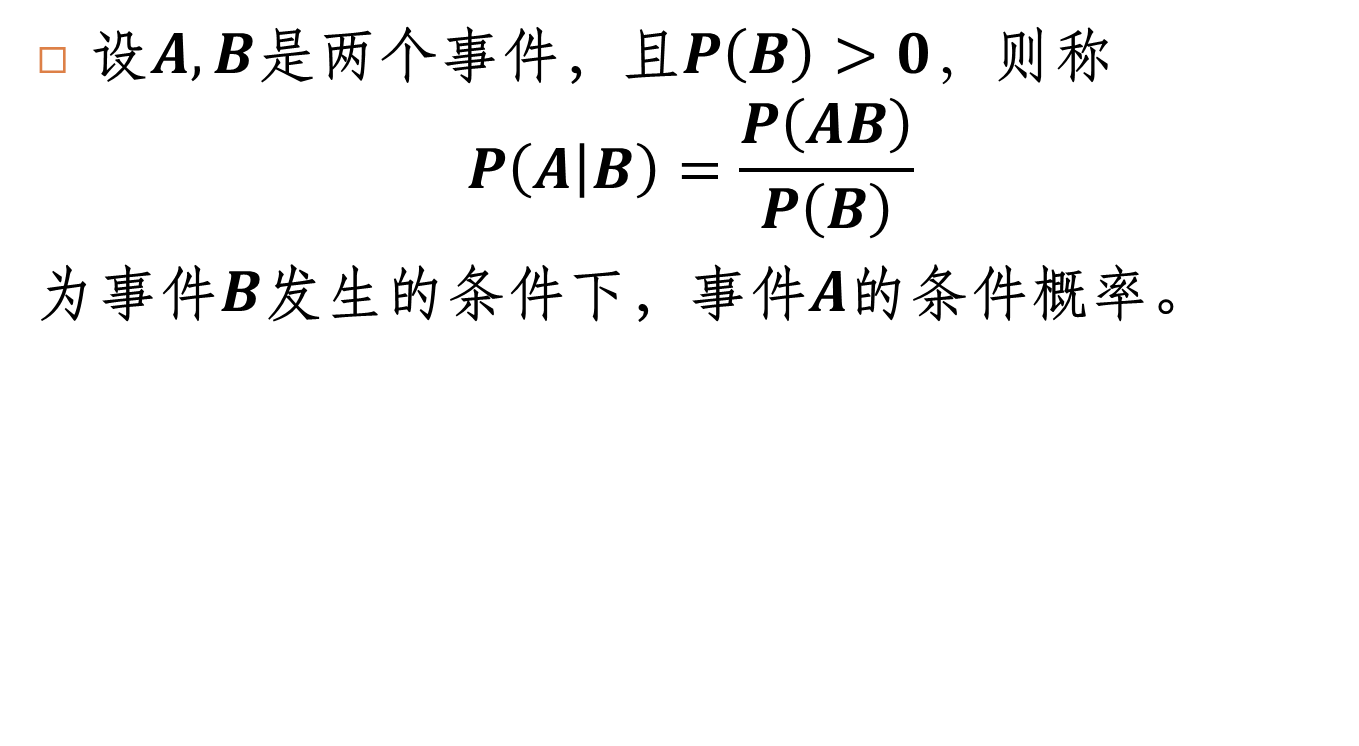 □ 设A, B是两个事件，且P(B) > 0，则称
P(A|B) = P(AB) / P(B)
为事件B发生的条件下，事件A的条件概率。